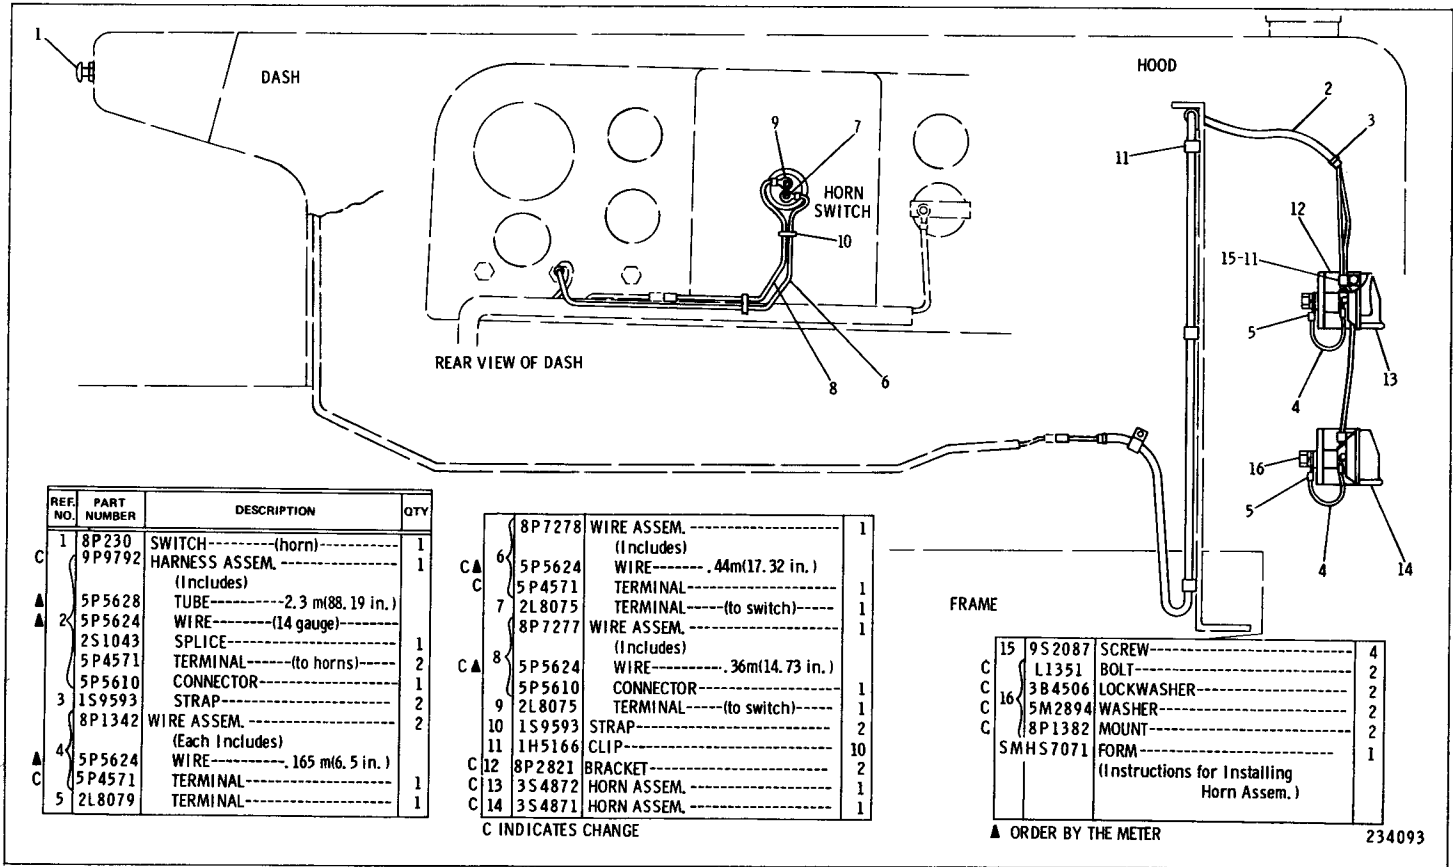 1
DASH
HOOD
2
3
9
7
11
HORN
SWITCH
10
12
15-11
5
13
4
REAR VIEW OF DASH
8
6
16
5
4
14
FRAME
REF. NO. PART NUMBER DESCRIPTION QTY
1 8P230 SWITCH---------(horn)--------- 1
C 9P9792 HARNESS ASSEM. ---------------- 1
(Includes)
▲ 5P5628 TUBE----------2.3 m(88.19 in.)
▲ 2 5P5624 WIRE-------(14 gauge)-------
2S1043 SPLICE---------------------- 1
5P4571 TERMINAL------(to horns)----- 2
5P5610 CONNECTOR------------------ 1
3 1S9593 STRAP---------------------- 2
8P1342 WIRE ASSEM. ------------------ 2
4 (Each Includes)
▲ 5P5624 WIRE---------.165 m(6.5 in.)
C 5P4571 TERMINAL------------------- 1
5 2L8079 TERMINAL------------------- 1
8P7278 WIRE ASSEM. ------------------ 1
6 (Includes)
C▲ 5P5624 WIRE-------.44m(17.32 in.)
C 5P4571 TERMINAL------------------- 1
7 2L8075 TERMINAL-----(to switch)----- 1
8P7277 WIRE ASSEM. ------------------ 1
8 (Includes)
C▲ 5P5624 WIRE-------.36m(14.73 in.)
5P5610 CONNECTOR------------------ 1
9 2L8075 TERMINAL-----(to switch)----- 1
10 1S9593 STRAP---------------------- 2
11 1H5166 CLIP----------------------- 10
C 12 8P2821 BRACKET-------------------- 2
C 13 3S4872 HORN ASSEM. ---------------- 1
C 14 3S4871 HORN ASSEM. ---------------- 1
C INDICATES CHANGE
15 9S2087 SCREW---------------------- 4
C L1351 BOLT----------------------- 2
C 16 3B4506 LOCKWASHER----------------- 2
C 5M2894 WASHER--------------------- 2
C 8P1382 MOUNT---------------------- 2
SMHS7071 FORM----------------------- 1
(Instructions for Installing
Horn Assem.)
▲ ORDER BY THE METER
234093